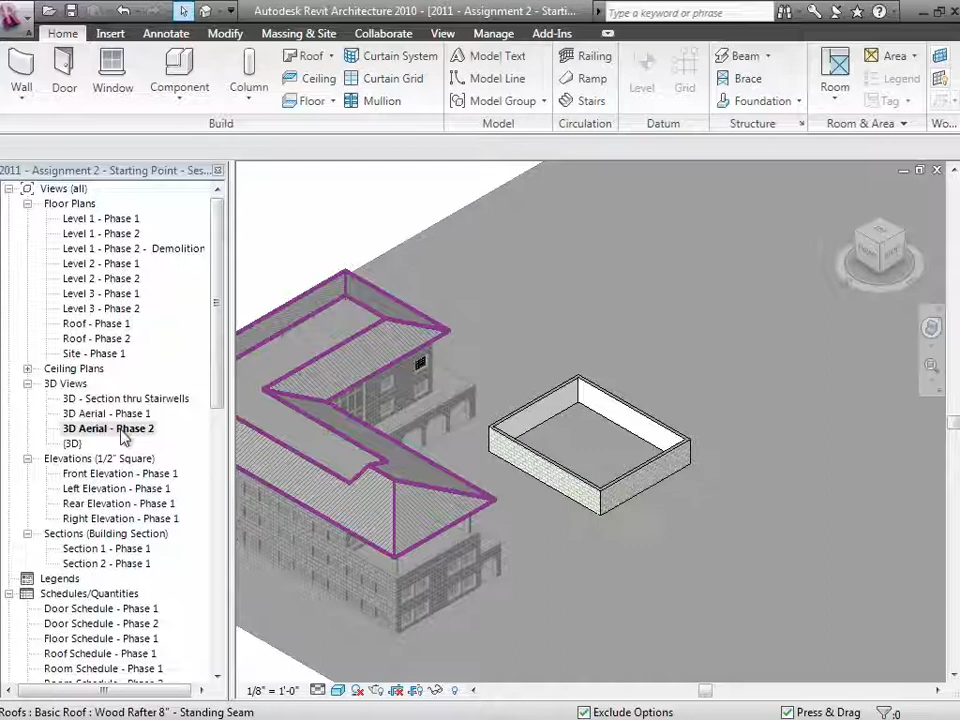 Autodesk Revit Architecture 2010 - [2011 - Assignment 2 - Starti...
Type a keyword or phrase
Home Insert Annotate Modify Massing & Site Collaborate View Manage Add-Ins
Wall Door Window Component Column
Roof Ceiling Floor
Curtain System Curtain Grid Mullion
Model Text Model Line Model Group
Railing Ramp Stairs
Level Grid
Beam Brace Foundation
Room
Area Legend Tag
Build Model Circulation Datum Structure Room & Area Wo...
2011 - Assignment 2 - Starting Point - Ses...
Views (all)
Floor Plans
Level 1 - Phase 1
Level 1 - Phase 2
Level 1 - Phase 2 - Demolition
Level 2 - Phase 1
Level 2 - Phase 2
Level 3 - Phase 1
Level 3 - Phase 2
Roof - Phase 1
Roof - Phase 2
Site - Phase 1
Ceiling Plans
3D Views
3D - Section thru Stairwells
3D Aerial - Phase 1
3D Aerial - Phase 2
{3D}
Elevations (1/2" Square)
Front Elevation - Phase 1
Left Elevation - Phase 1
Rear Elevation - Phase 1
Right Elevation - Phase 1
Sections (Building Section)
Section 1 - Phase 1
Section 2 - Phase 1
Legends
Schedules/Quantities
Door Schedule - Phase 1
Door Schedule - Phase 2
Floor Schedule - Phase 1
Roof Schedule - Phase 1
Room Schedule - Phase 1
1/8" = 1'-0"
Roofs : Basic Roof : Wood Rafter 8" - Standing Seam
Exclude Options
Press & Drag
:0